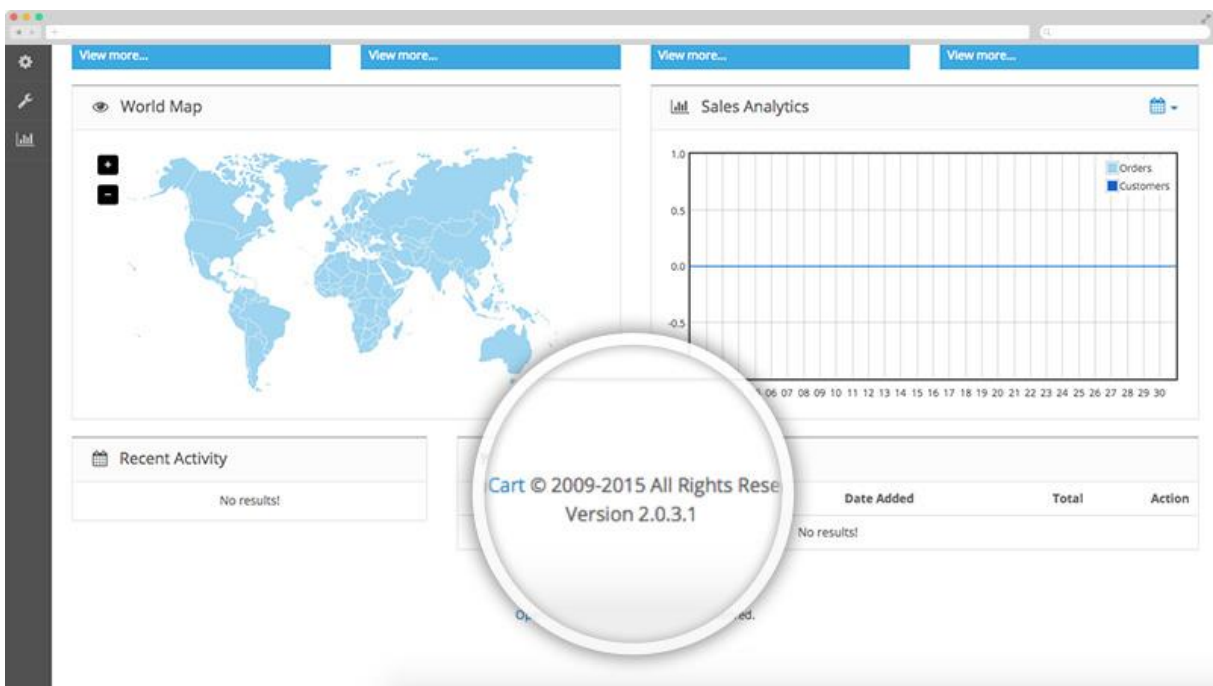 View more... View more... View more... View more...
World Map
Sales Analytics
+
−
1.0
Orders
Customers
0.5
0.0
-0.5
06 07 08 09 10 11 12 13 14 15 16 17 18 19 20 21 22 23 24 25 26 27 28 29 30
Recent Activity
No results!
Cart © 2009-2015 All Rights Rese
Version 2.0.3.1
Date Added Total Action
No results!
Op
ed.